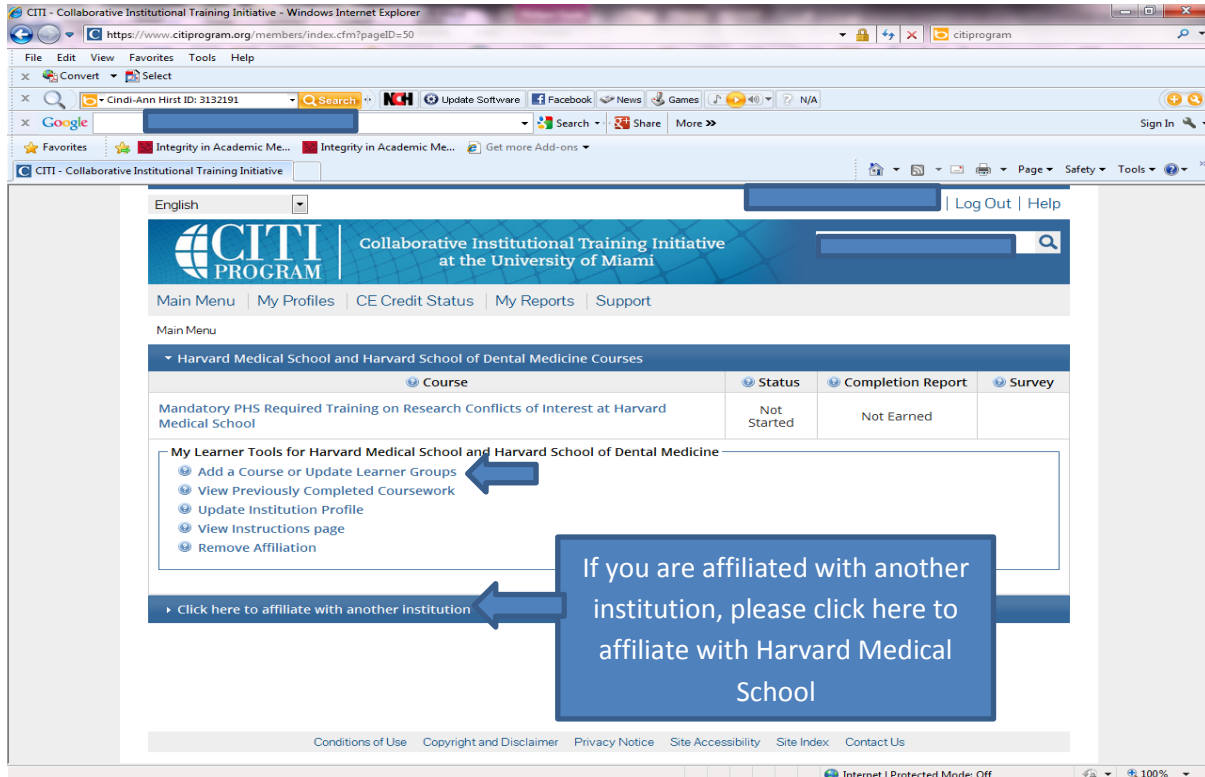 CITI - Collaborative Institutional Training Initiative - Windows Internet Explorer
https://www.citiprogram.org/members/index.cfm?pageID=50
citiprogram
File Edit View Favorites Tools Help
x Convert Select
x Cindi-Ann Hirst ID: 3132191 Search NCH Update Software Facebook News Games N/A
x Google Search Share More » Sign In
Favorites Integrity in Academic Me... Integrity in Academic Me... Get more Add-ons
CITI - Collaborative Institutional Training Initiative Page Safety Tools
English | Log Out | Help
CITI PROGRAM
Collaborative Institutional Training Initiative
at the University of Miami
Main Menu | My Profiles | CE Credit Status | My Reports | Support
Main Menu
Harvard Medical School and Harvard School of Dental Medicine Courses
Course Status Completion Report Survey
Mandatory PHS Required Training on Research Conflicts of Interest at Harvard
Medical School
Not
Started
Not Earned
My Learner Tools for Harvard Medical School and Harvard School of Dental Medicine
Add a Course or Update Learner Groups
View Previously Completed Coursework
Update Institution Profile
View Instructions page
Remove Affiliation
Click here to affiliate with another institution
If you are affiliated with another
institution, please click here to
affiliate with Harvard Medical
School
Conditions of Use Copyright and Disclaimer Privacy Notice Site Accessibility Site Index Contact Us
Internet | Protected Mode: Off 100%